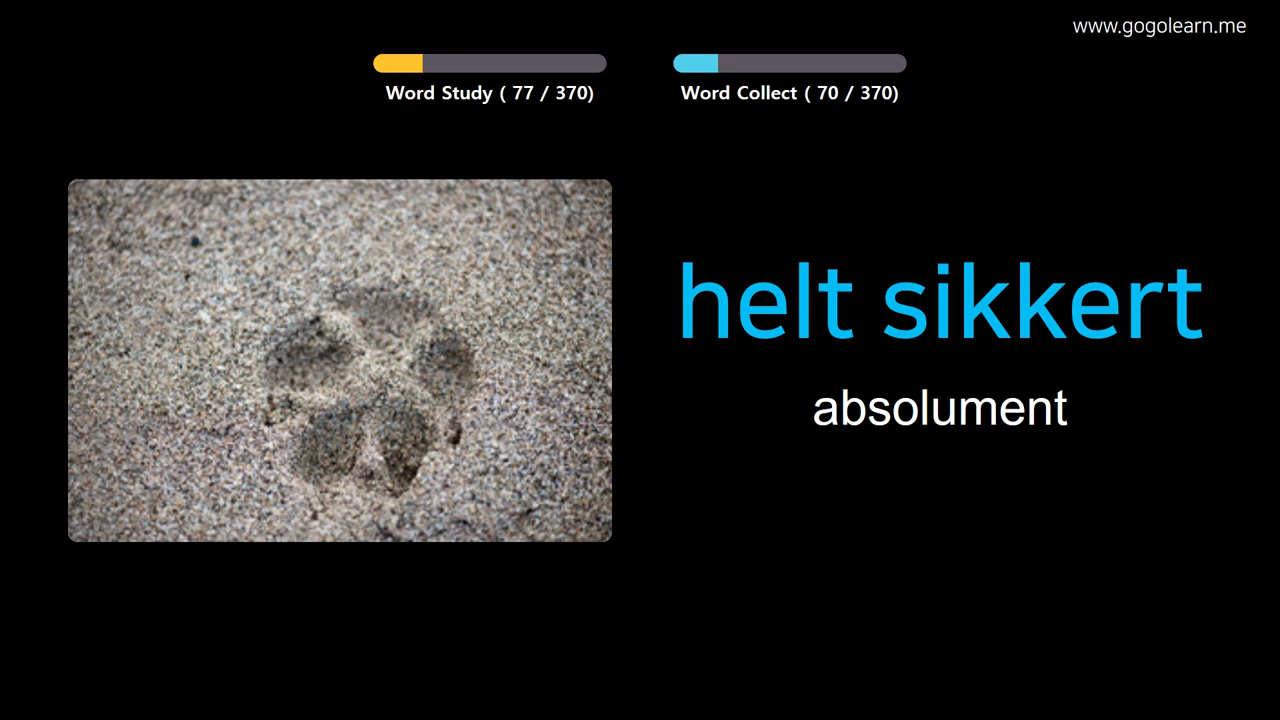 www.gogolearn.me
Word Study ( 77 / 370)
Word Collect ( 70 / 370)
helt sikkert
absolument